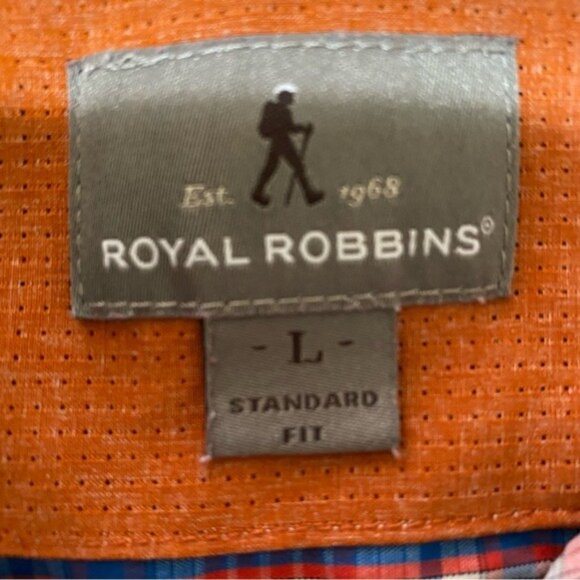 Est. 1968
ROYAL ROBBINS®
- L -
STANDARD
FIT